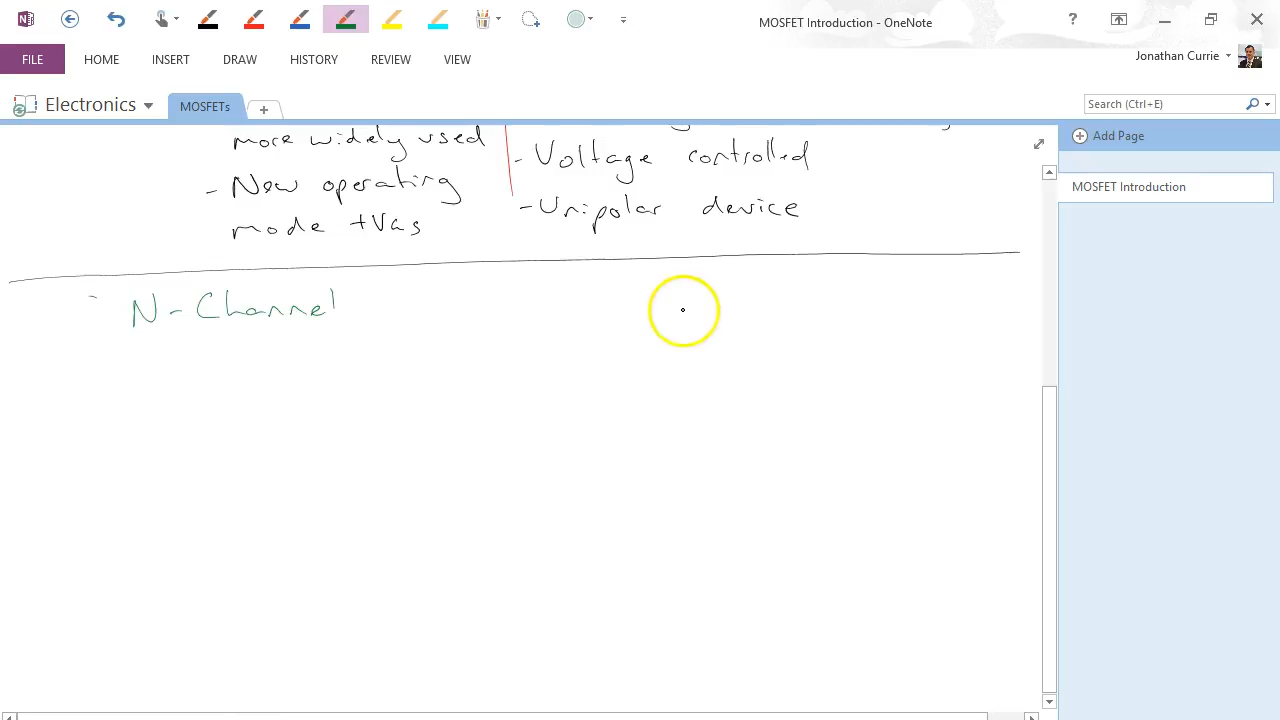 MOSFET Introduction - OneNote
?
Jonathan Currie
FILE HOME INSERT DRAW HISTORY REVIEW VIEW
Electronics
MOSFETs
+
Search (Ctrl+E)
Add Page
MOSFET Introduction
more widely used
- New operating
mode +VGS
- Voltage controlled
- Unipolar device
N-Channel